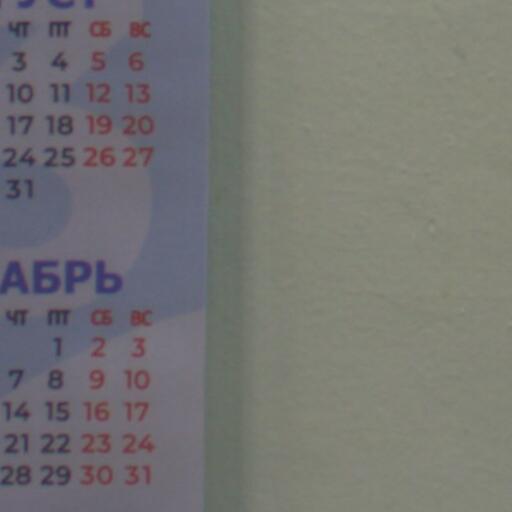 УСТ
ЧТ ПТ СБ ВС
3 4 5 6
10 11 12 13
17 18 19 20
24 25 26 27
31
АБРЬ
ЧТ ПТ СБ ВС
1 2 3
7 8 9 10
14 15 16 17
21 22 23 24
28 29 30 31